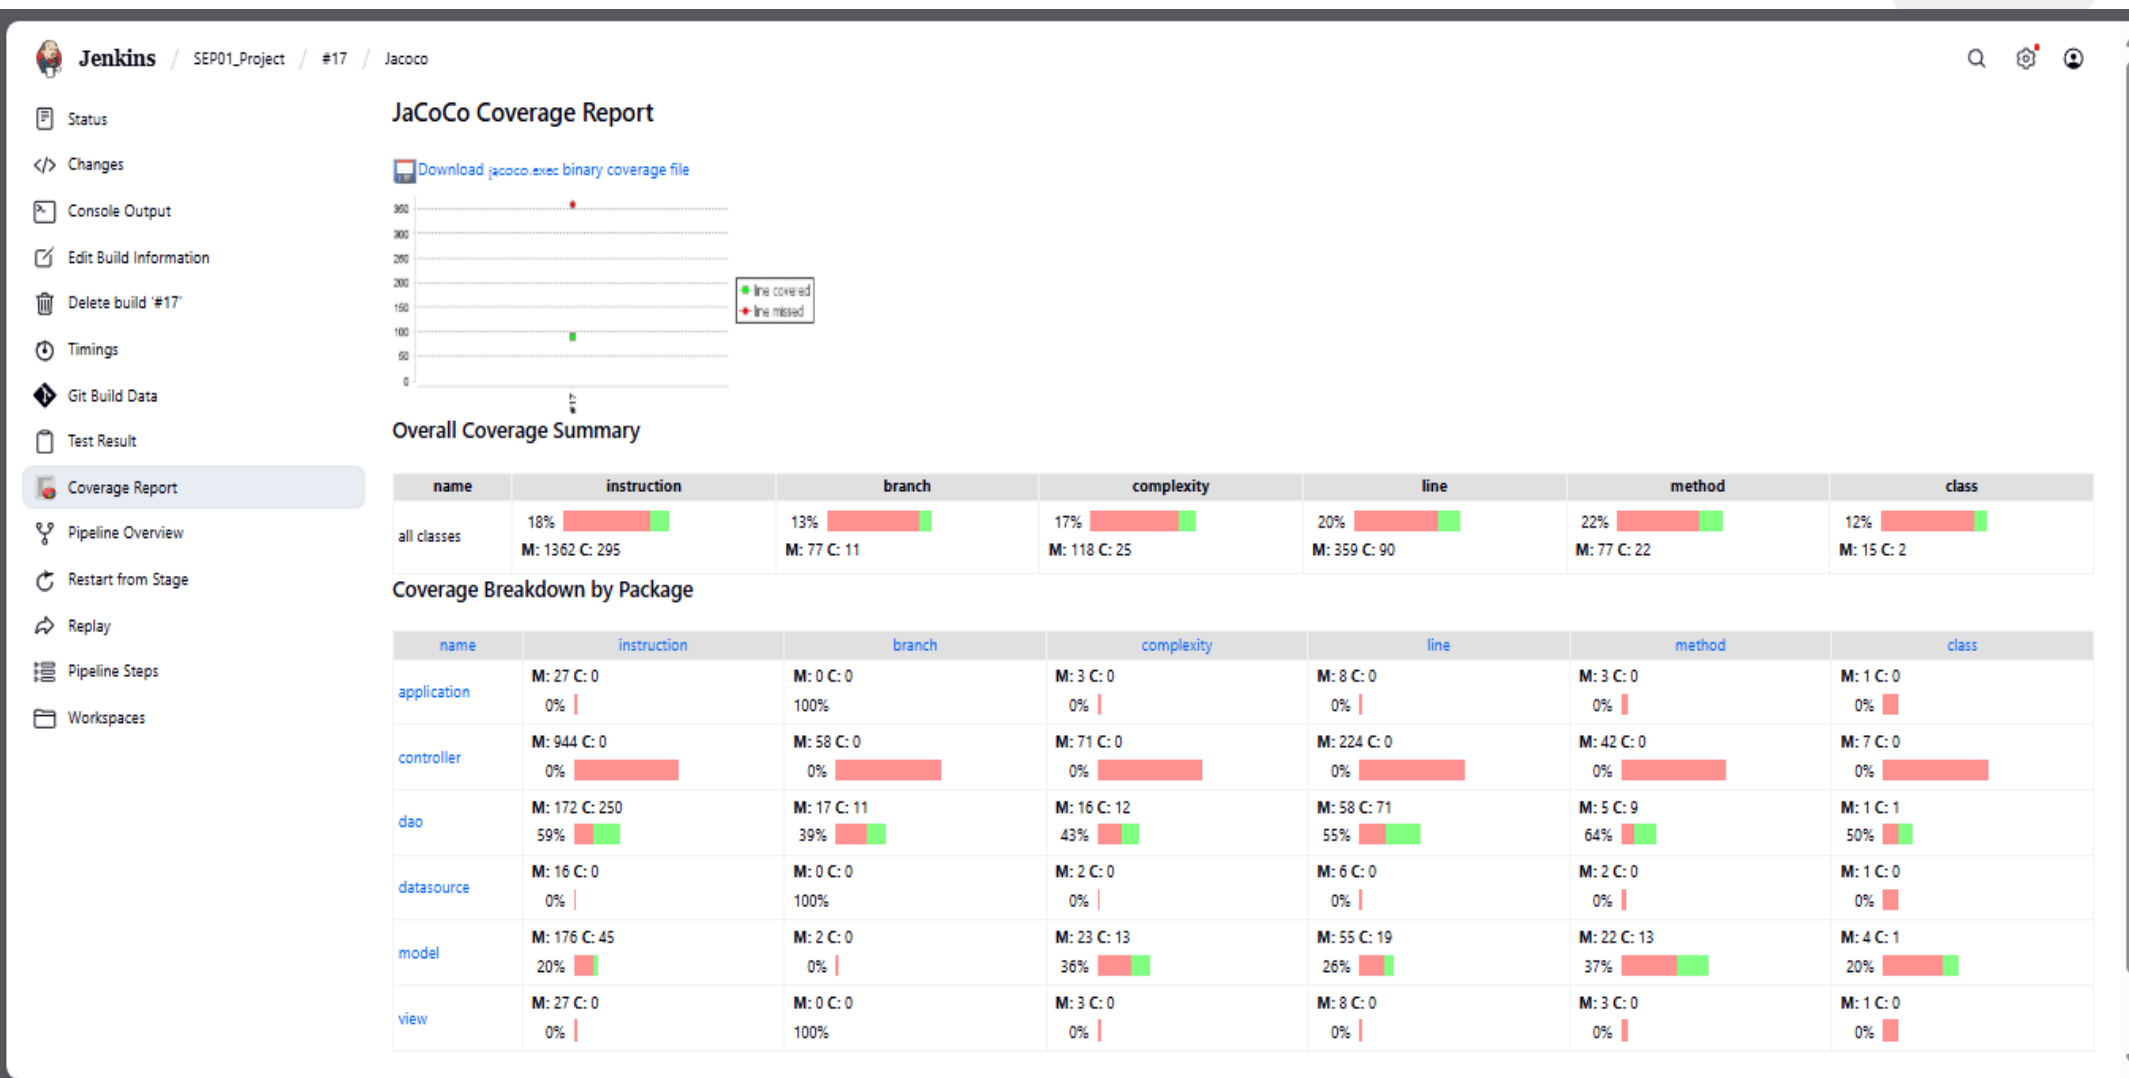 Jenkins / SEP01_Project / #17 / Jacoco
Status
Changes
Console Output
Edit Build Information
Delete build '#17'
Timings
Git Build Data
Test Result
Coverage Report
Pipeline Overview
Restart from Stage
Replay
Pipeline Steps
Workspaces
JaCoCo Coverage Report
Download jacoco.exec binary coverage file
350
300
250
200
150
100
50
0
#17
line covered
line missed
Overall Coverage Summary
name instruction branch complexity line method class
all classes
18% 13% 17% 20% 22% 12%
M: 1362 C: 295 M: 77 C: 11 M: 118 C: 25 M: 359 C: 90 M: 77 C: 22 M: 15 C: 2
Coverage Breakdown by Package
name instruction branch complexity line method class
application
M: 27 C: 0 M: 0 C: 0 M: 3 C: 0 M: 8 C: 0 M: 3 C: 0 M: 1 C: 0
0% 100% 0% 0% 0% 0%
controller
M: 944 C: 0 M: 58 C: 0 M: 71 C: 0 M: 224 C: 0 M: 42 C: 0 M: 7 C: 0
0% 0% 0% 0% 0% 0%
dao
M: 172 C: 250 M: 17 C: 11 M: 16 C: 12 M: 58 C: 71 M: 5 C: 9 M: 1 C: 1
59% 39% 43% 55% 64% 50%
datasource
M: 16 C: 0 M: 0 C: 0 M: 2 C: 0 M: 6 C: 0 M: 2 C: 0 M: 1 C: 0
0% 100% 0% 0% 0% 0%
model
M: 176 C: 45 M: 2 C: 0 M: 23 C: 13 M: 55 C: 19 M: 22 C: 13 M: 4 C: 1
20% 0% 36% 26% 37% 20%
view
M: 27 C: 0 M: 0 C: 0 M: 3 C: 0 M: 8 C: 0 M: 3 C: 0 M: 1 C: 0
0% 100% 0% 0% 0% 0%